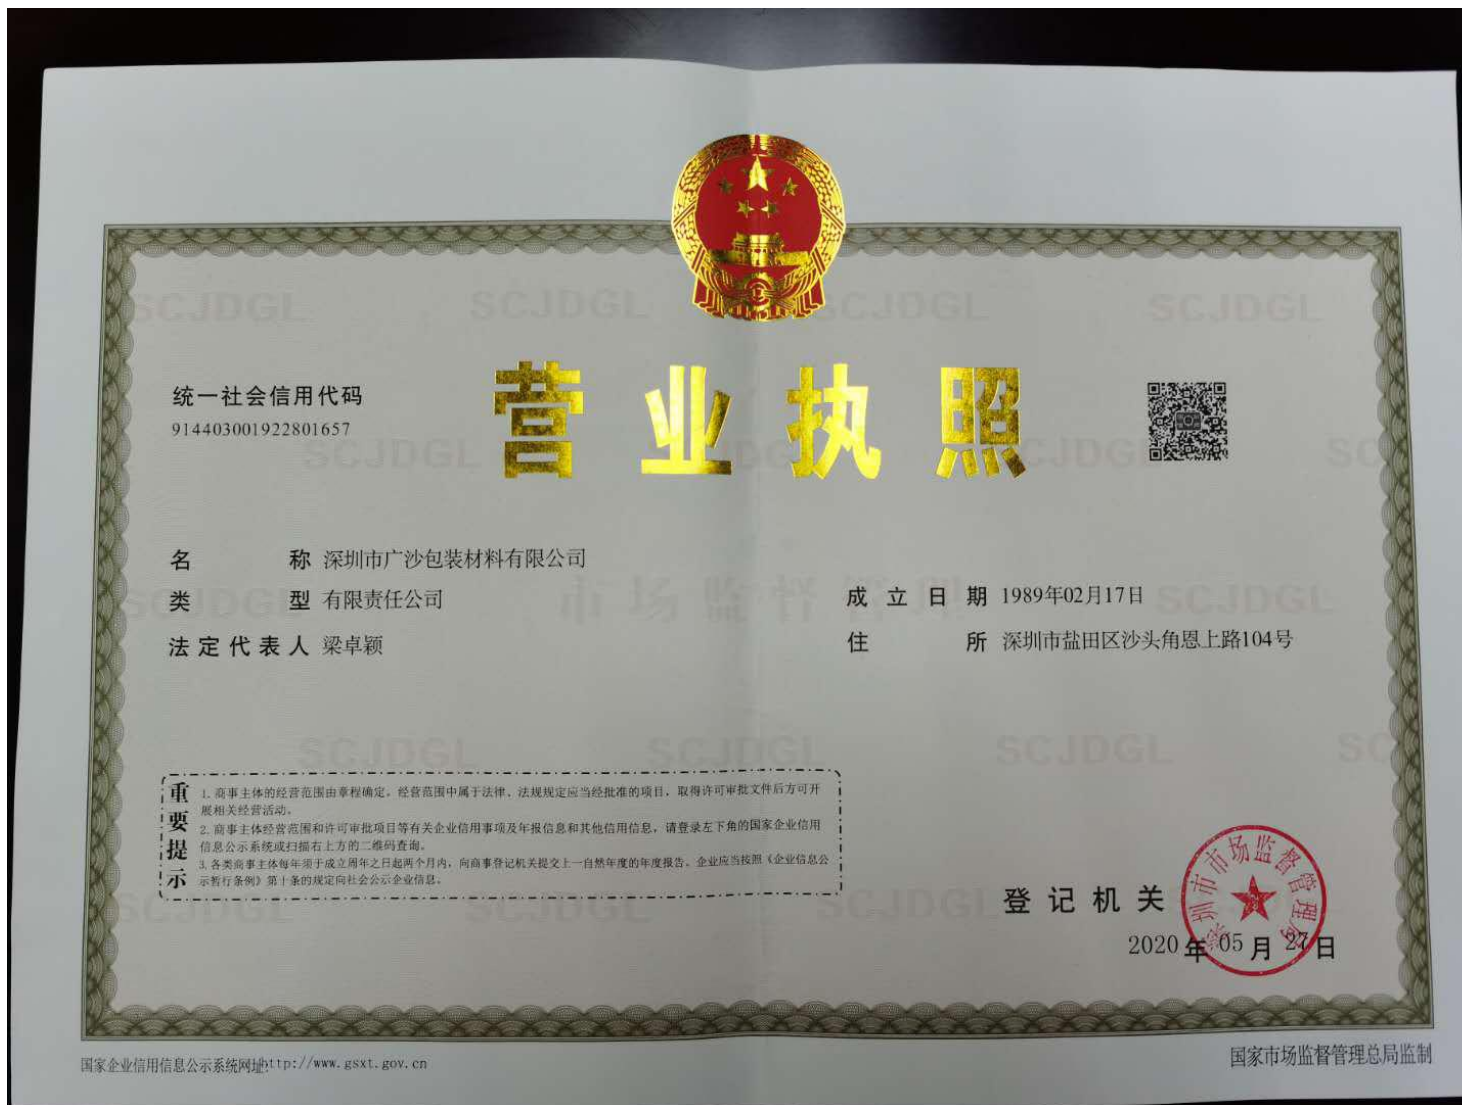 营业执照
统一社会信用代码
914403001922801657
名称 深圳市广沙包装材料有限公司
类型 有限责任公司
法定代表人 梁卓颖
成立日期 1989年02月17日
住所 深圳市盐田区沙头角恩上路104号
市场监督管理
重要提示
1. 商事主体的经营范围由章程确定。经营范围中属于法律、法规规定应当经批准的项目，取得许可审批文件后方可开
展相关经营活动。
2. 商事主体经营范围和许可审批项目等有关企业信用事项及年报信息和其他信用信息，请登录左下角的国家企业信用
信息公示系统或扫描右上方的二维码查询。
3. 各类商事主体每年须于成立周年之日起两个月内，向商事登记机关提交上一自然年度的年度报告。企业应当按照《企业信息公
示暂行条例》第十条的规定向社会公示企业信息。
登记机关
深圳市市场监督管理局
2020年05月27日
国家企业信用信息公示系统网址:http://www.gsxt.gov.cn
国家市场监督管理总局监制
SCJDGL